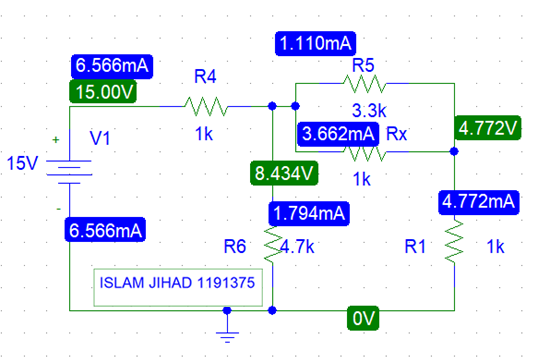 1.110mA
6.566mA
R4
R5
15.00V
3.3k
V1
1k
3.662mA
Rx
4.772V
+
15V
8.434V
1k
-
1.794mA
4.772mA
6.566mA
R6
4.7k
R1
1k
ISLAM JIHAD 1191375
0V